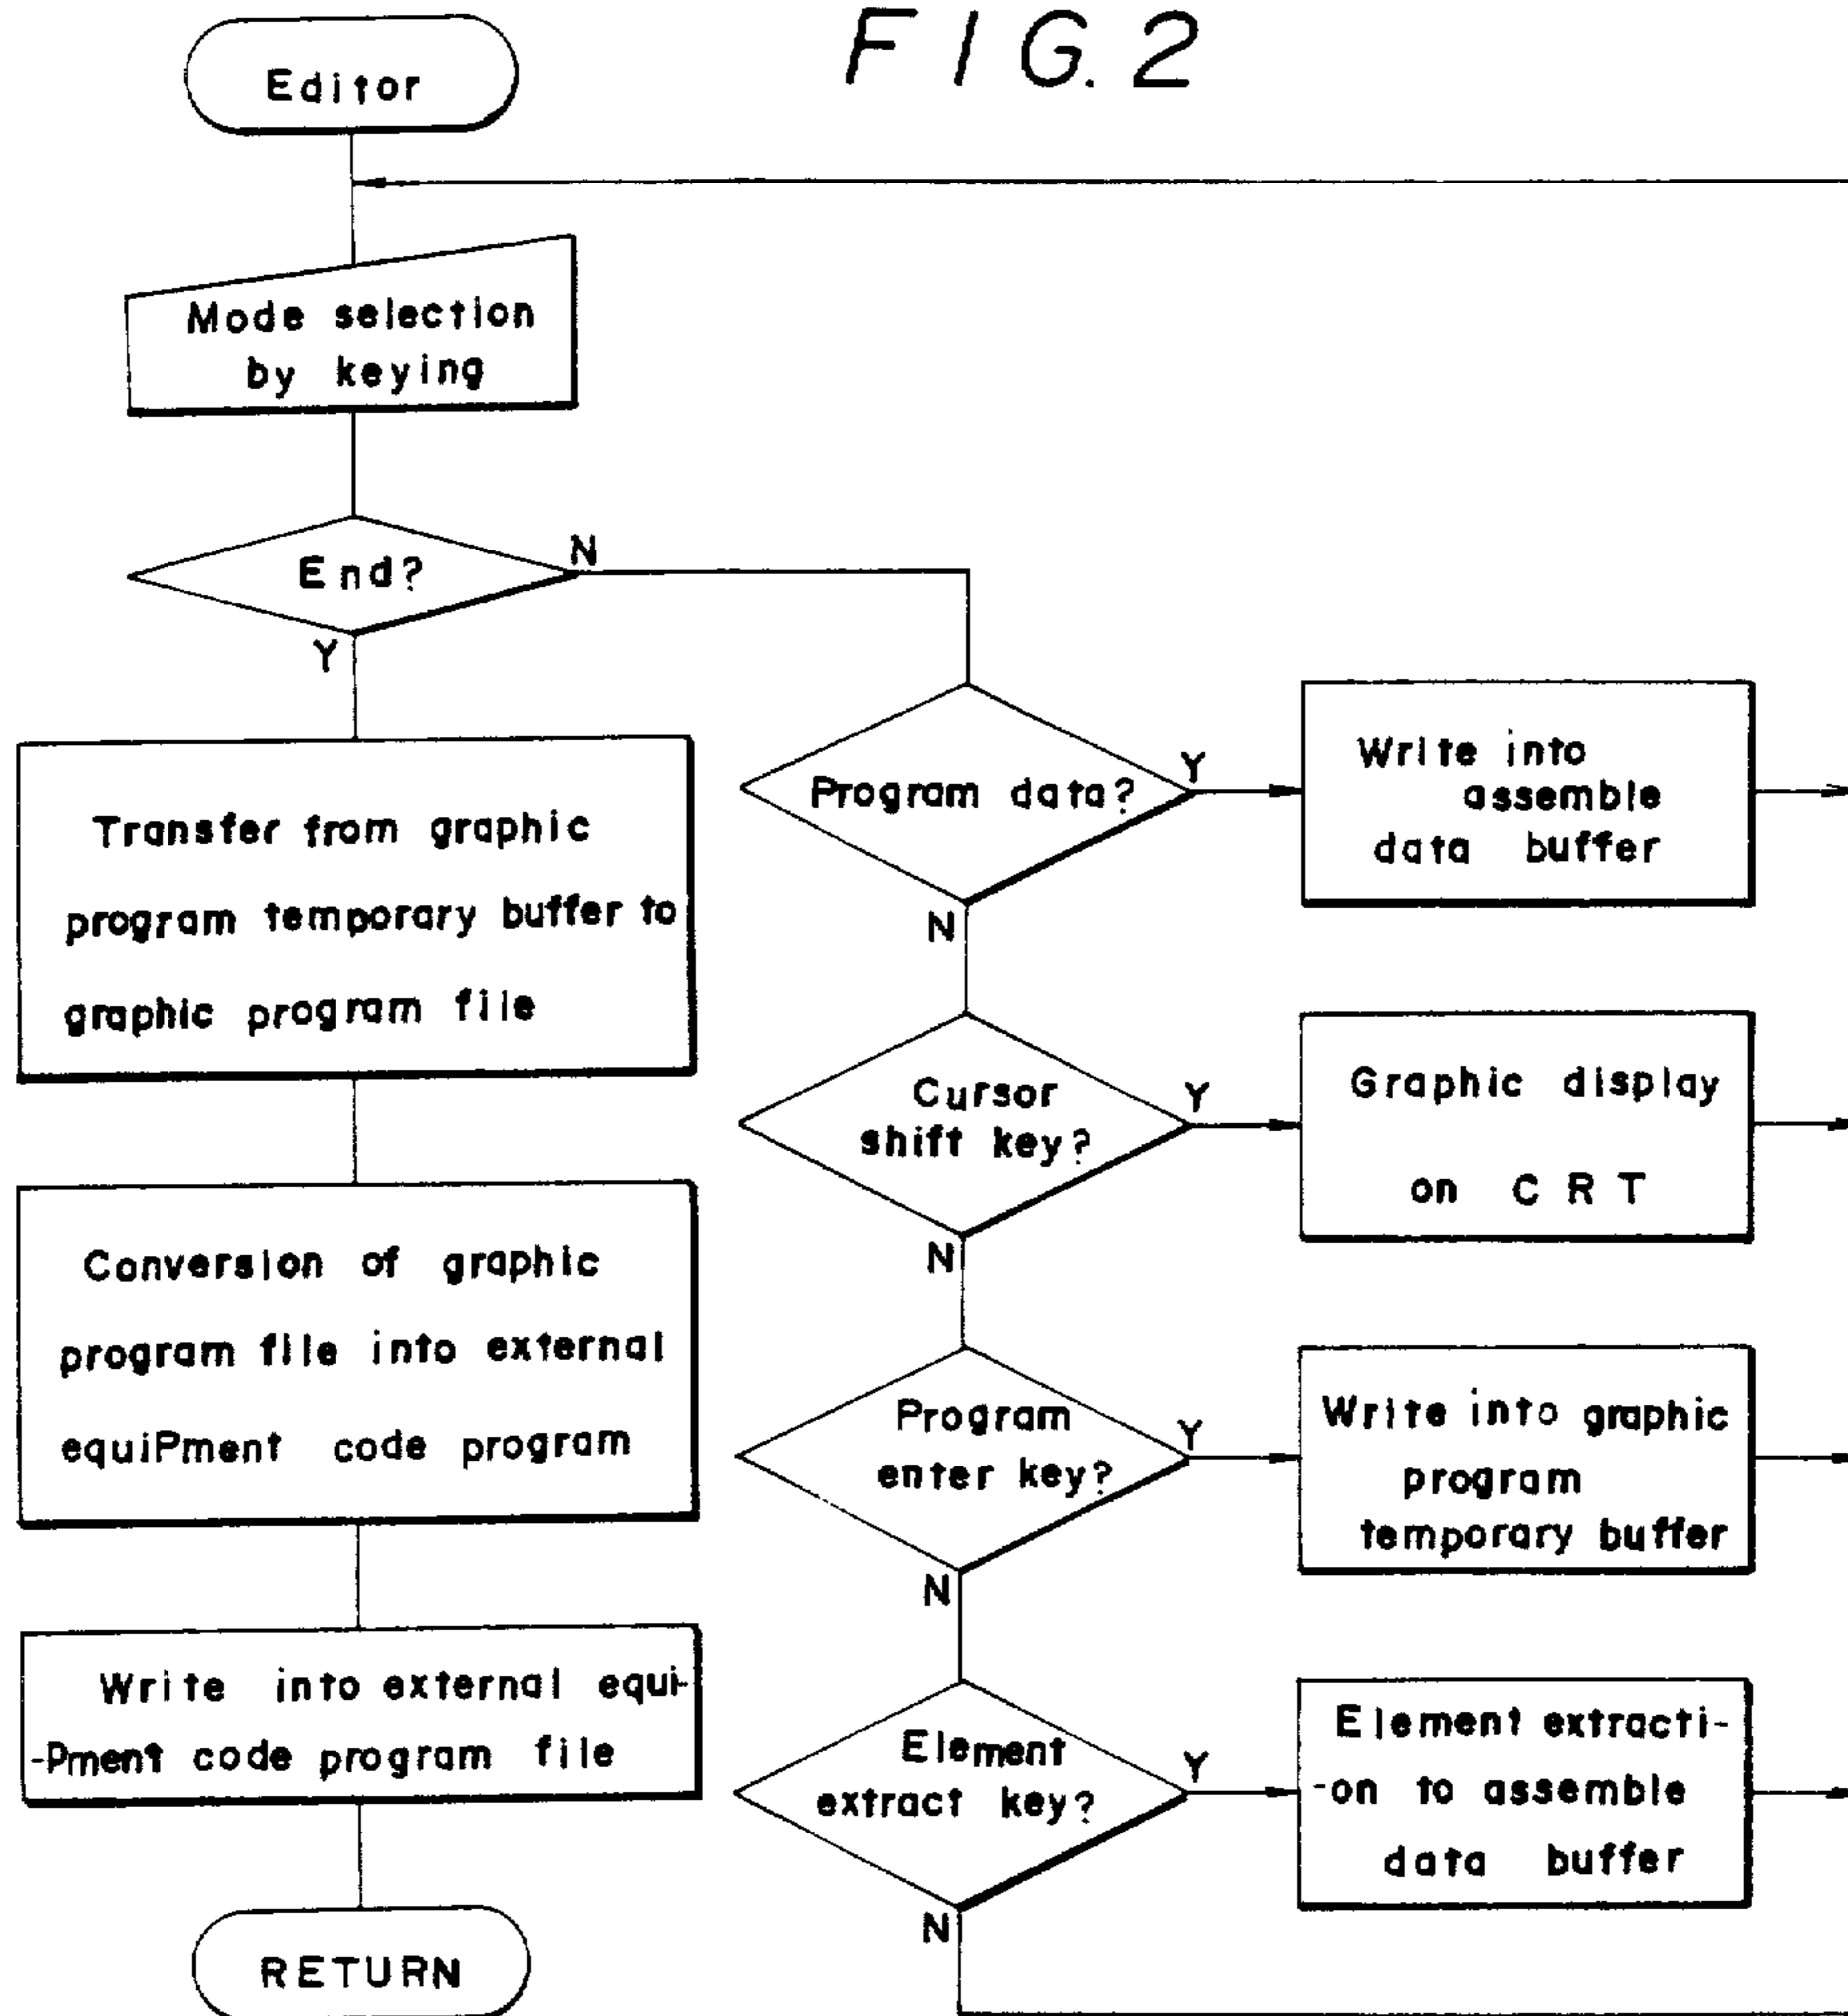 FIG. 2
Editor
Mode selection
by keying
End?
N
Y
Transfer from graphic
program temporary buffer to
graphic program file
Conversion of graphic
program file into external
equiPment code program
Write into external equi-
-Pment code program file
RETURN
Program data?
Y
N
Write into
assemble
data buffer
Cursor
shift key?
Y
N
Graphic display
on CRT
Program
enter key?
Y
N
Write into graphic
program
temporary buffer
Element
extract key?
Y
N
Element extracti-
-on to assemble
data buffer